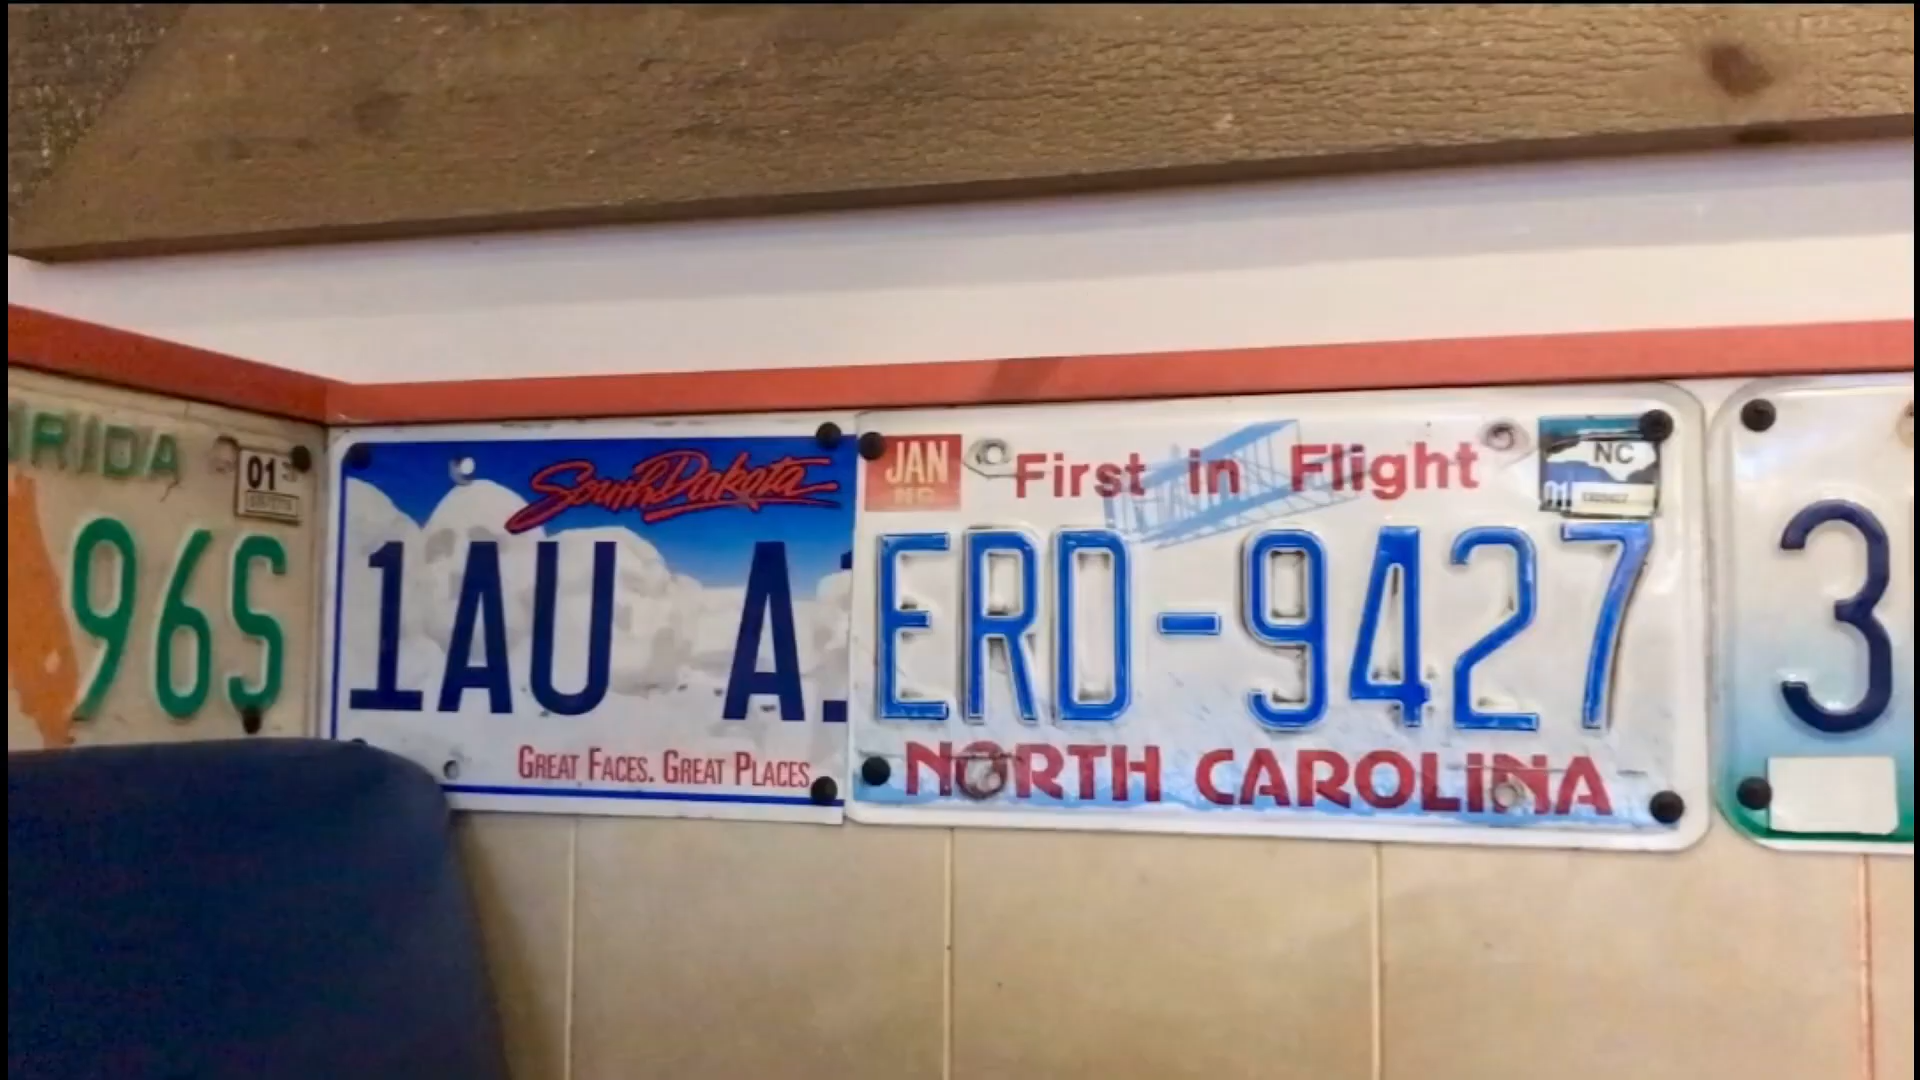 RIDA
01
96S
South Dakota
1AU A
GREAT FACES. GREAT PLACES
JAN
First in Flight
NC
01
ERD-9427
NORTH CAROLINA
3